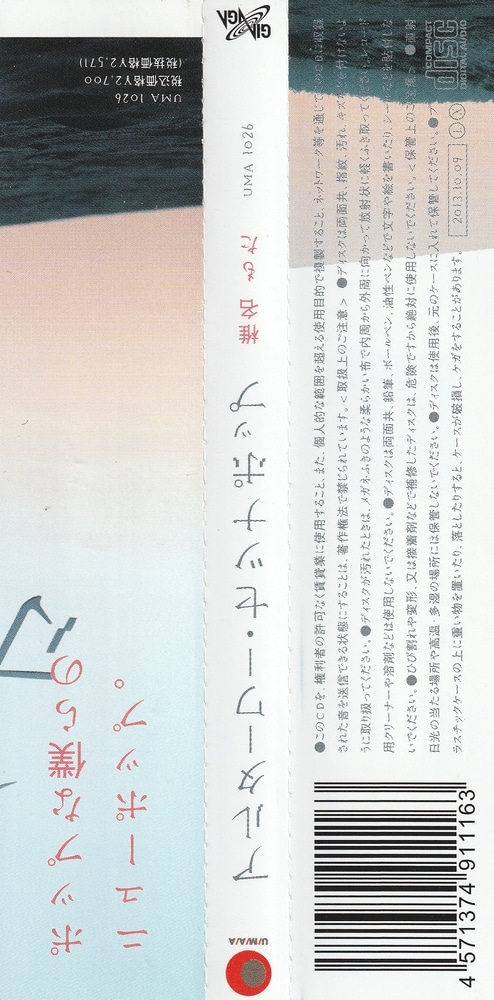 ポップな僕らの
ニューポップ。
UMA 1026
税込価格¥2,700
(税抜価格¥2,571)
U/M/A/A
アルターワー・セツナポップ
椎名もた
UMA 1026
GINGA
●このCDを、権利者の許可なく賃貸業に使用すること、また、個人的な範囲を超える使用目的で複製すること、ネットワーク等を通じてこのCDに収録
された音を送信できる状態にすることは、著作権法で禁じられています。<取扱上のご注意> ●ディスクは両面共、指紋、汚れ、キズなどを付けないよ
うに取り扱ってください。●ディスクが汚れたときは、メガネふきのような柔らかい布で内周から外周に向かって放射状に軽くふき取ってください。レコード
用クリーナーや溶剤などは使用しないでください。●ディスクは両面共、鉛筆、ボールペン、油性ペンなどで文字や絵を書いたり、シールなどを貼付しな
いでください。●ひび割れや変形、又は接着剤などで補修したディスクは、危険ですから絶対に使用しないでください。<保管上のご注意> ●直射
日光の当たる場所や高温・多湿の場所には保管しないでください。●ディスクは使用後、元のケースに入れて保管してください。●プ
ラスチックケースの上に重い物を置いたり、落としたりすると、ケースが破損し、ケガをすることがあります。
2013.10.09
L X
COMPACT
disc
DIGITAL AUDIO
4 571374 911163